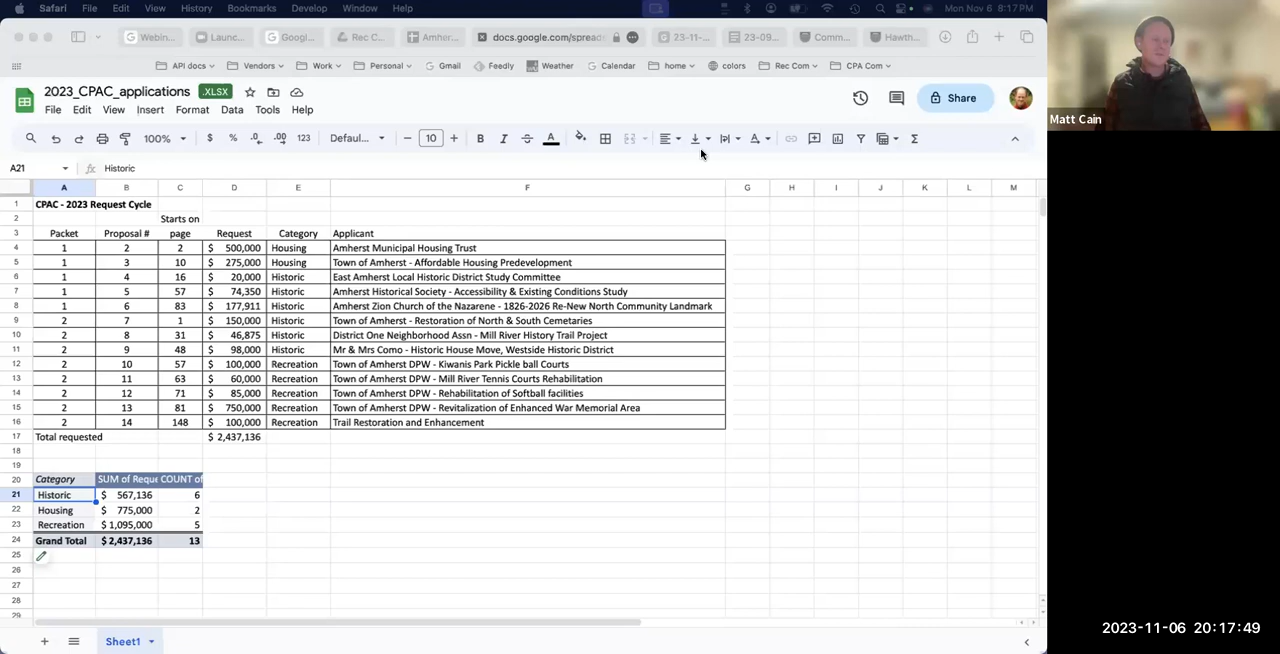 Safari File Edit View History Bookmarks Develop Window Help Mon Nov 6 8:17 PM
Webin... Launc... Googl... Rec C... Amher... docs.google.com/spread 23-11-... 23-09... Comm... Hawth...
API docs Vendors Work Personal Gmail Feedly Weather Calendar home colors Rec Com CPA Com
2023_CPAC_applications .XLSX
Share
File Edit View Insert Format Data Tools Help
100% $ % .0 .00 123 Defaul... 10 B I A
A21 fx Historic
A B C D E F G H I J K L M
1 CPAC - 2023 Request Cycle
2 Starts on
3 Packet Proposal # page Request Category Applicant
4 1 2 2 $ 500,000 Housing Amherst Municipal Housing Trust
5 1 3 10 $ 275,000 Housing Town of Amherst - Affordable Housing Predevelopment
6 1 4 16 $ 20,000 Historic East Amherst Local Historic District Study Committee
7 1 5 57 $ 74,350 Historic Amherst Historical Society - Accessibility & Existing Conditions Study
8 1 6 83 $ 177,911 Historic Amherst Zion Church of the Nazarene - 1826-2026 Re-New North Community Landmark
9 2 7 1 $ 150,000 Historic Town of Amherst - Restoration of North & South Cemetaries
10 2 8 31 $ 46,875 Historic District One Neighborhood Assn - Mill River History Trail Project
11 2 9 48 $ 98,000 Historic Mr & Mrs Como - Historic House Move, Westside Historic District
12 2 10 57 $ 100,000 Recreation Town of Amherst DPW - Kiwanis Park Pickle ball Courts
13 2 11 63 $ 60,000 Recreation Town of Amherst DPW - Mill River Tennis Courts Rehabilitation
14 2 12 71 $ 85,000 Recreation Town of Amherst DPW - Rehabilitation of Softball facilities
15 2 13 81 $ 750,000 Recreation Town of Amherst DPW - Revitalization of Enhanced War Memorial Area
16 2 14 148 $ 100,000 Recreation Trail Restoration and Enhancement
17 Total requested $ 2,437,136
18
19
20 Category SUM of Reque COUNT of
21 Historic $ 567,136 6
22 Housing $ 775,000 2
23 Recreation $ 1,095,000 5
24 Grand Total $ 2,437,136 13
25
26
27
28
29
Sheet1
Matt Cain
2023-11-06 20:17:49